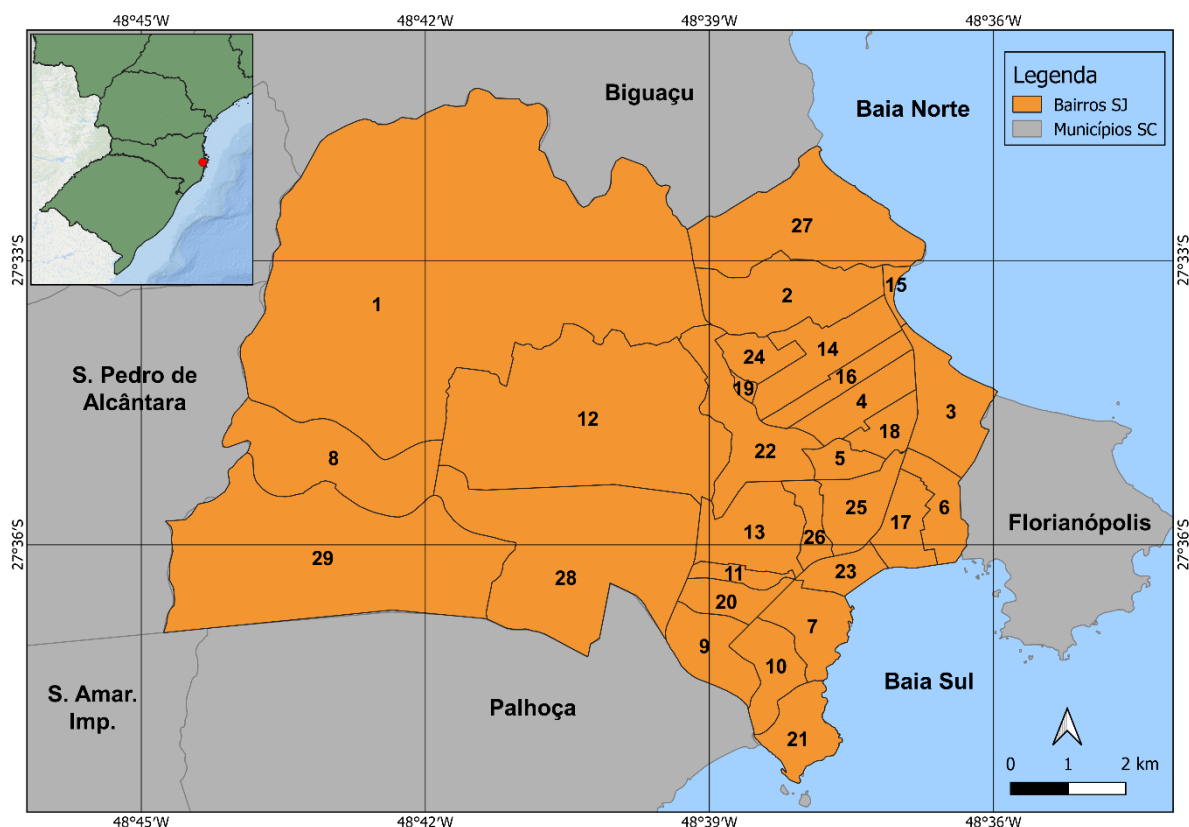 48°45'W 48°42'W 48°39'W 48°36'W
Legenda
Bairros SJ
Municípios SC
Biguaçu
Baia Norte
27
27°33'S 27°33'S
15
2
1
14
24
16
S. Pedro de
Alcântara
19
4
3
12
18
22
8
5
25
6
17
Florianópolis
13
26
27°36'S 27°36'S
29
11
23
28
20
7
9
10
Baia Sul
S. Amar.
Imp.
Palhoça
21
0 1 2 km
48°45'W 48°42'W 48°39'W 48°36'W